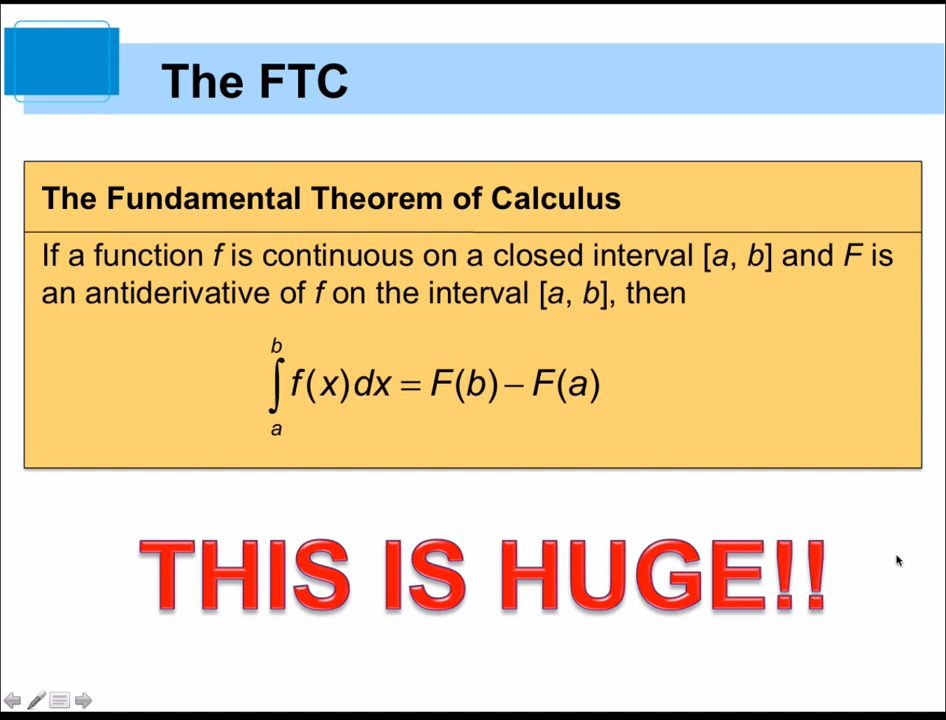 The FTC
The Fundamental Theorem of Calculus
If a function f is continuous on a closed interval [a, b] and F is
an antiderivative of f on the interval [a, b], then
b
∫ f(x)dx = F(b) – F(a)
a
THIS IS HUGE!!